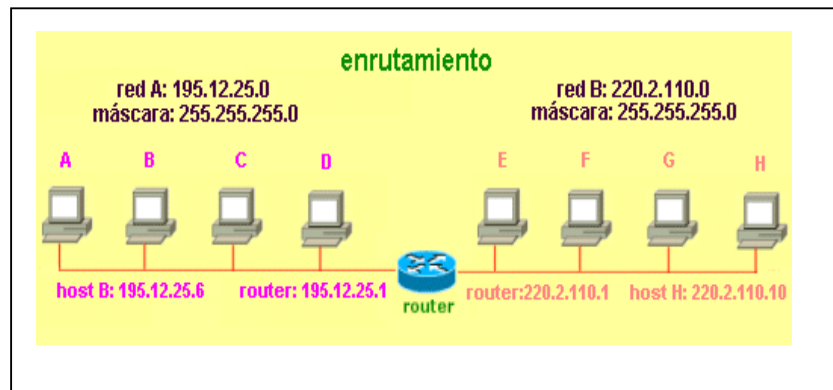 enrutamiento
red A: 195.12.25.0
máscara: 255.255.255.0
red B: 220.2.110.0
máscara: 255.255.255.0
A B C D E F G H
host B: 195.12.25.6
router: 195.12.25.1
router
router:220.2.110.1
host H: 220.2.110.10